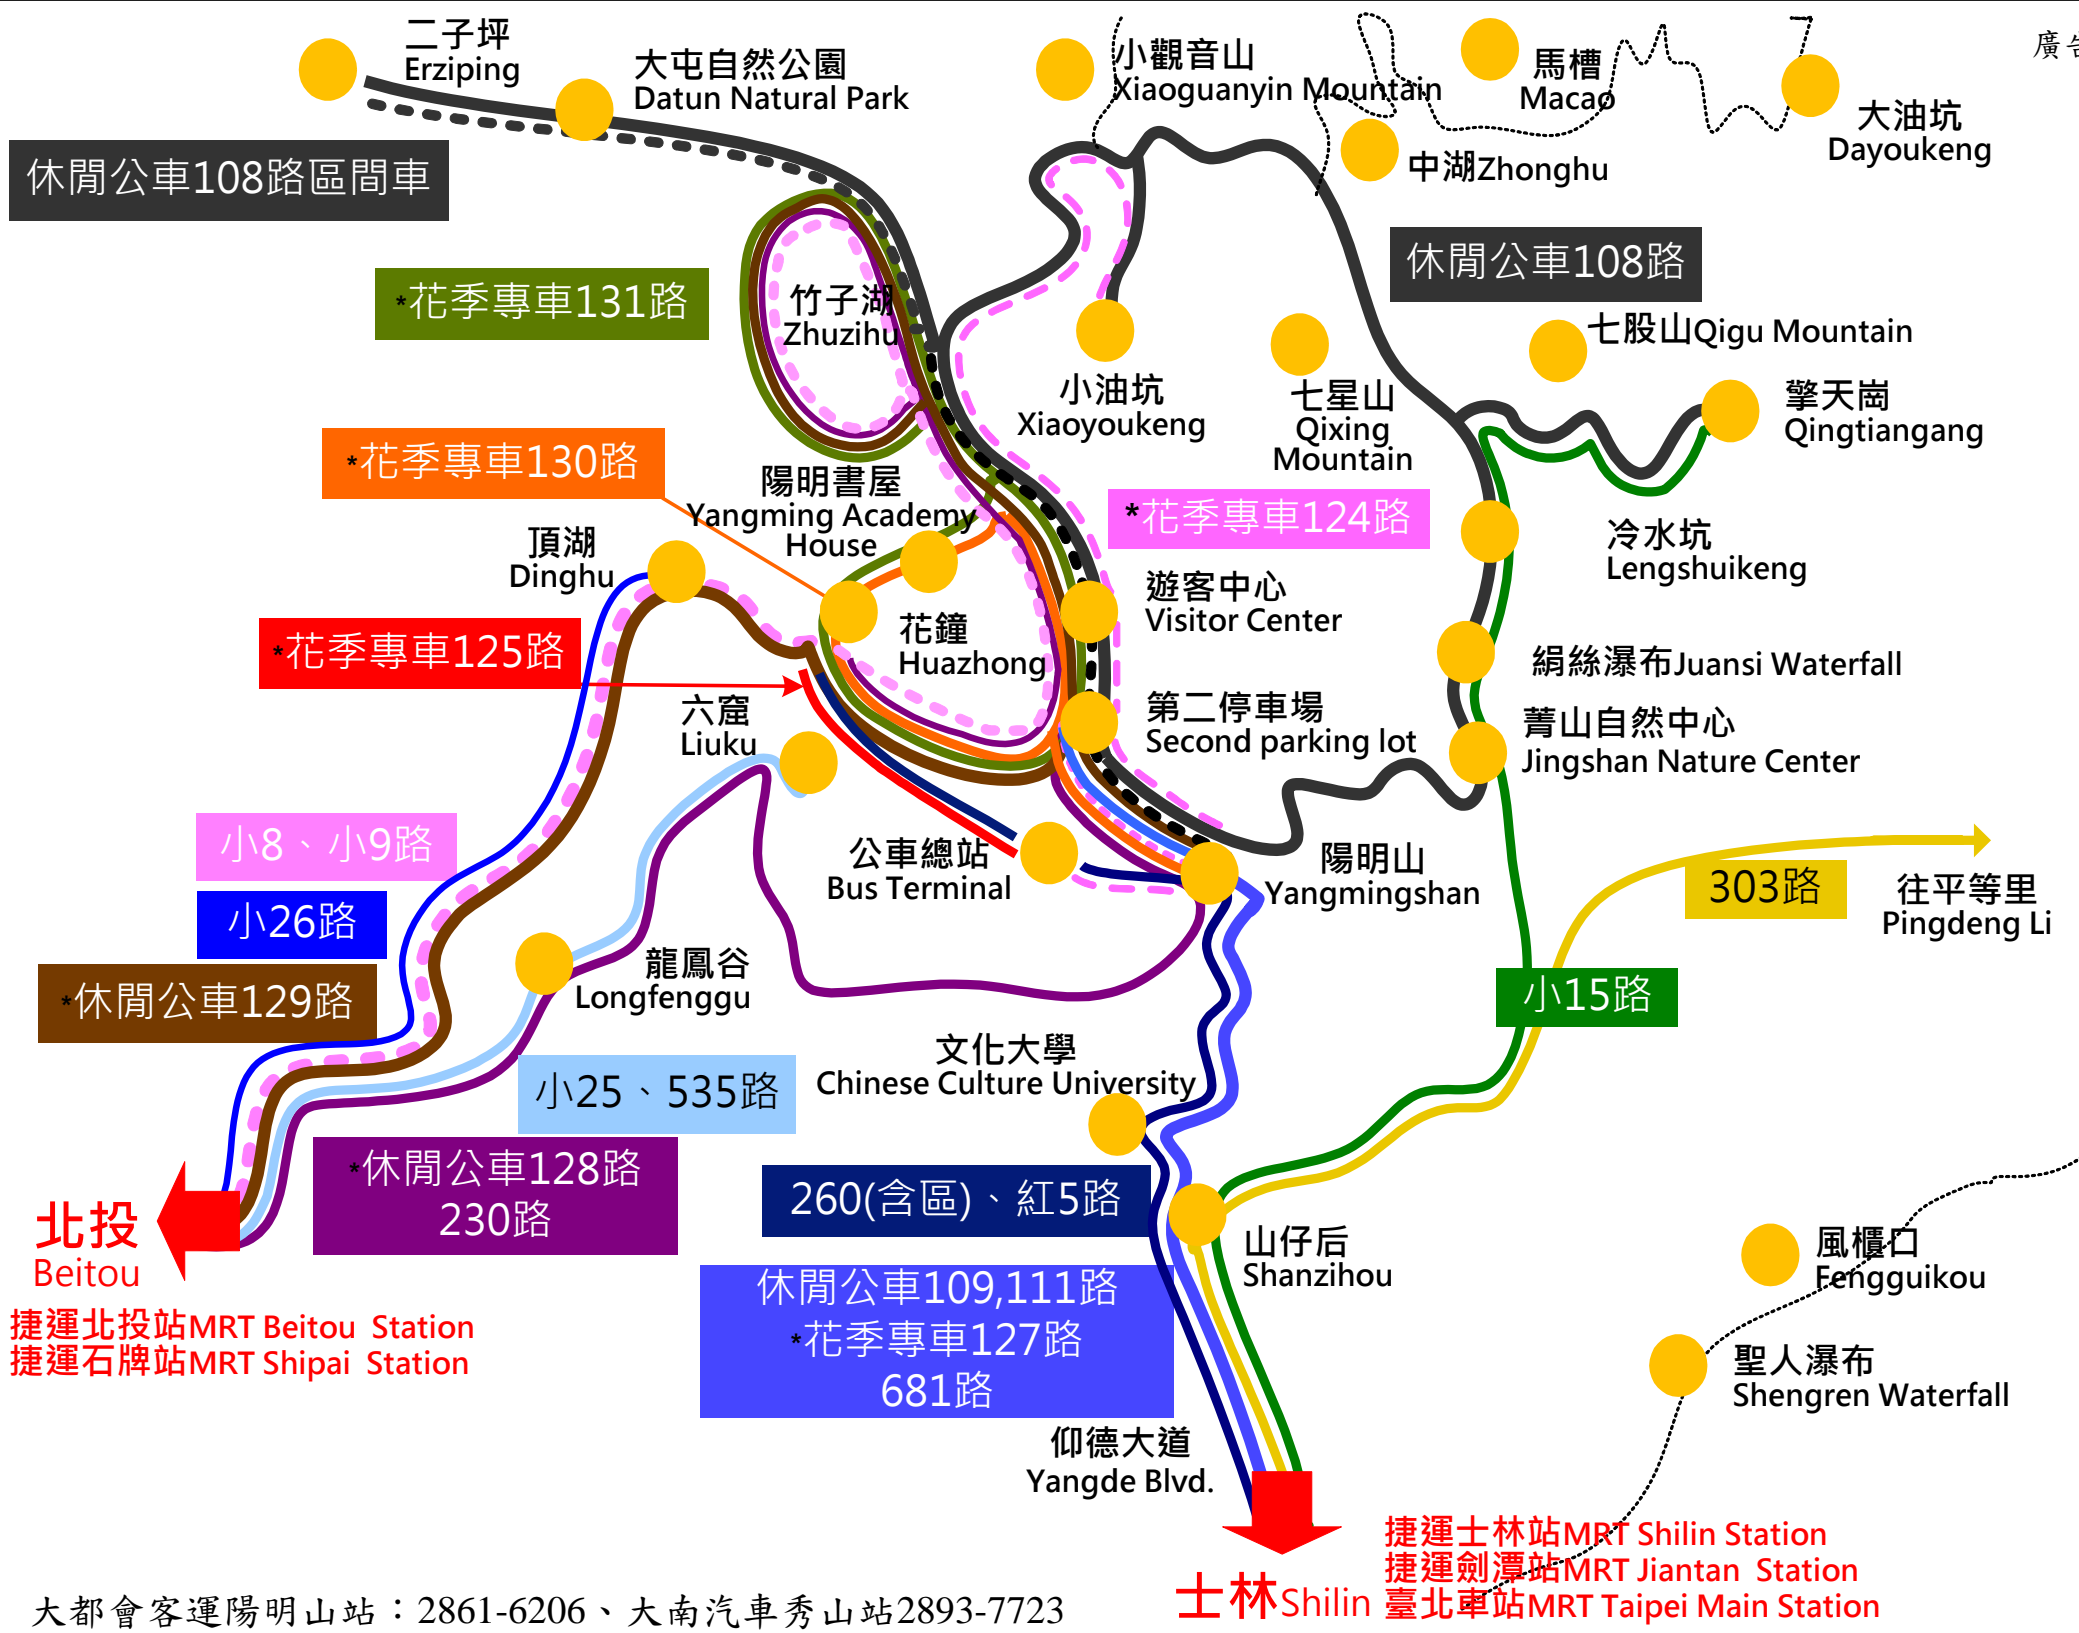 二子坪
Erziping
大屯自然公園
Datun Natural Park
小觀音山
Xiaoguanyin Mountain
馬槽
Macao
廣告
大油坑
Dayoukeng
中湖Zhonghu
休閒公車108路區間車
休閒公車108路
*花季專車131路
竹子湖
Zhuzihu
七股山Qigu Mountain
小油坑
Xiaoyoukeng
七星山
Qixing
Mountain
擎天崗
Qingtiangang
*花季專車130路
陽明書屋
Yangming Academy
House
*花季專車124路
頂湖
Dinghu
冷水坑
Lengshuikeng
遊客中心
Visitor Center
花鐘
Huazhong
*花季專車125路
絹絲瀑布Juansi Waterfall
六窟
Liuku
第二停車場
Second parking lot
菁山自然中心
Jingshan Nature Center
小8、小9路
公車總站
Bus Terminal
陽明山
Yangmingshan
303路
往平等里
Pingdeng Li
小26路
*休閒公車129路
龍鳳谷
Longfenggu
小15路
文化大學
Chinese Culture University
小25、535路
*休閒公車128路
230路
260(含區)、紅5路
北投
Beitou
山仔后
Shanzihou
風櫃口
Fengguikou
休閒公車109,111路
*花季專車127路
681路
捷運北投站MRT Beitou Station
捷運石牌站MRT Shipai Station
聖人瀑布
Shengren Waterfall
仰德大道
Yangde Blvd.
士林Shilin
捷運士林站MRT Shilin Station
捷運劍潭站MRT Jiantan Station
臺北車站MRT Taipei Main Station
大都會客運陽明山站：2861-6206、大南汽車秀山站2893-7723